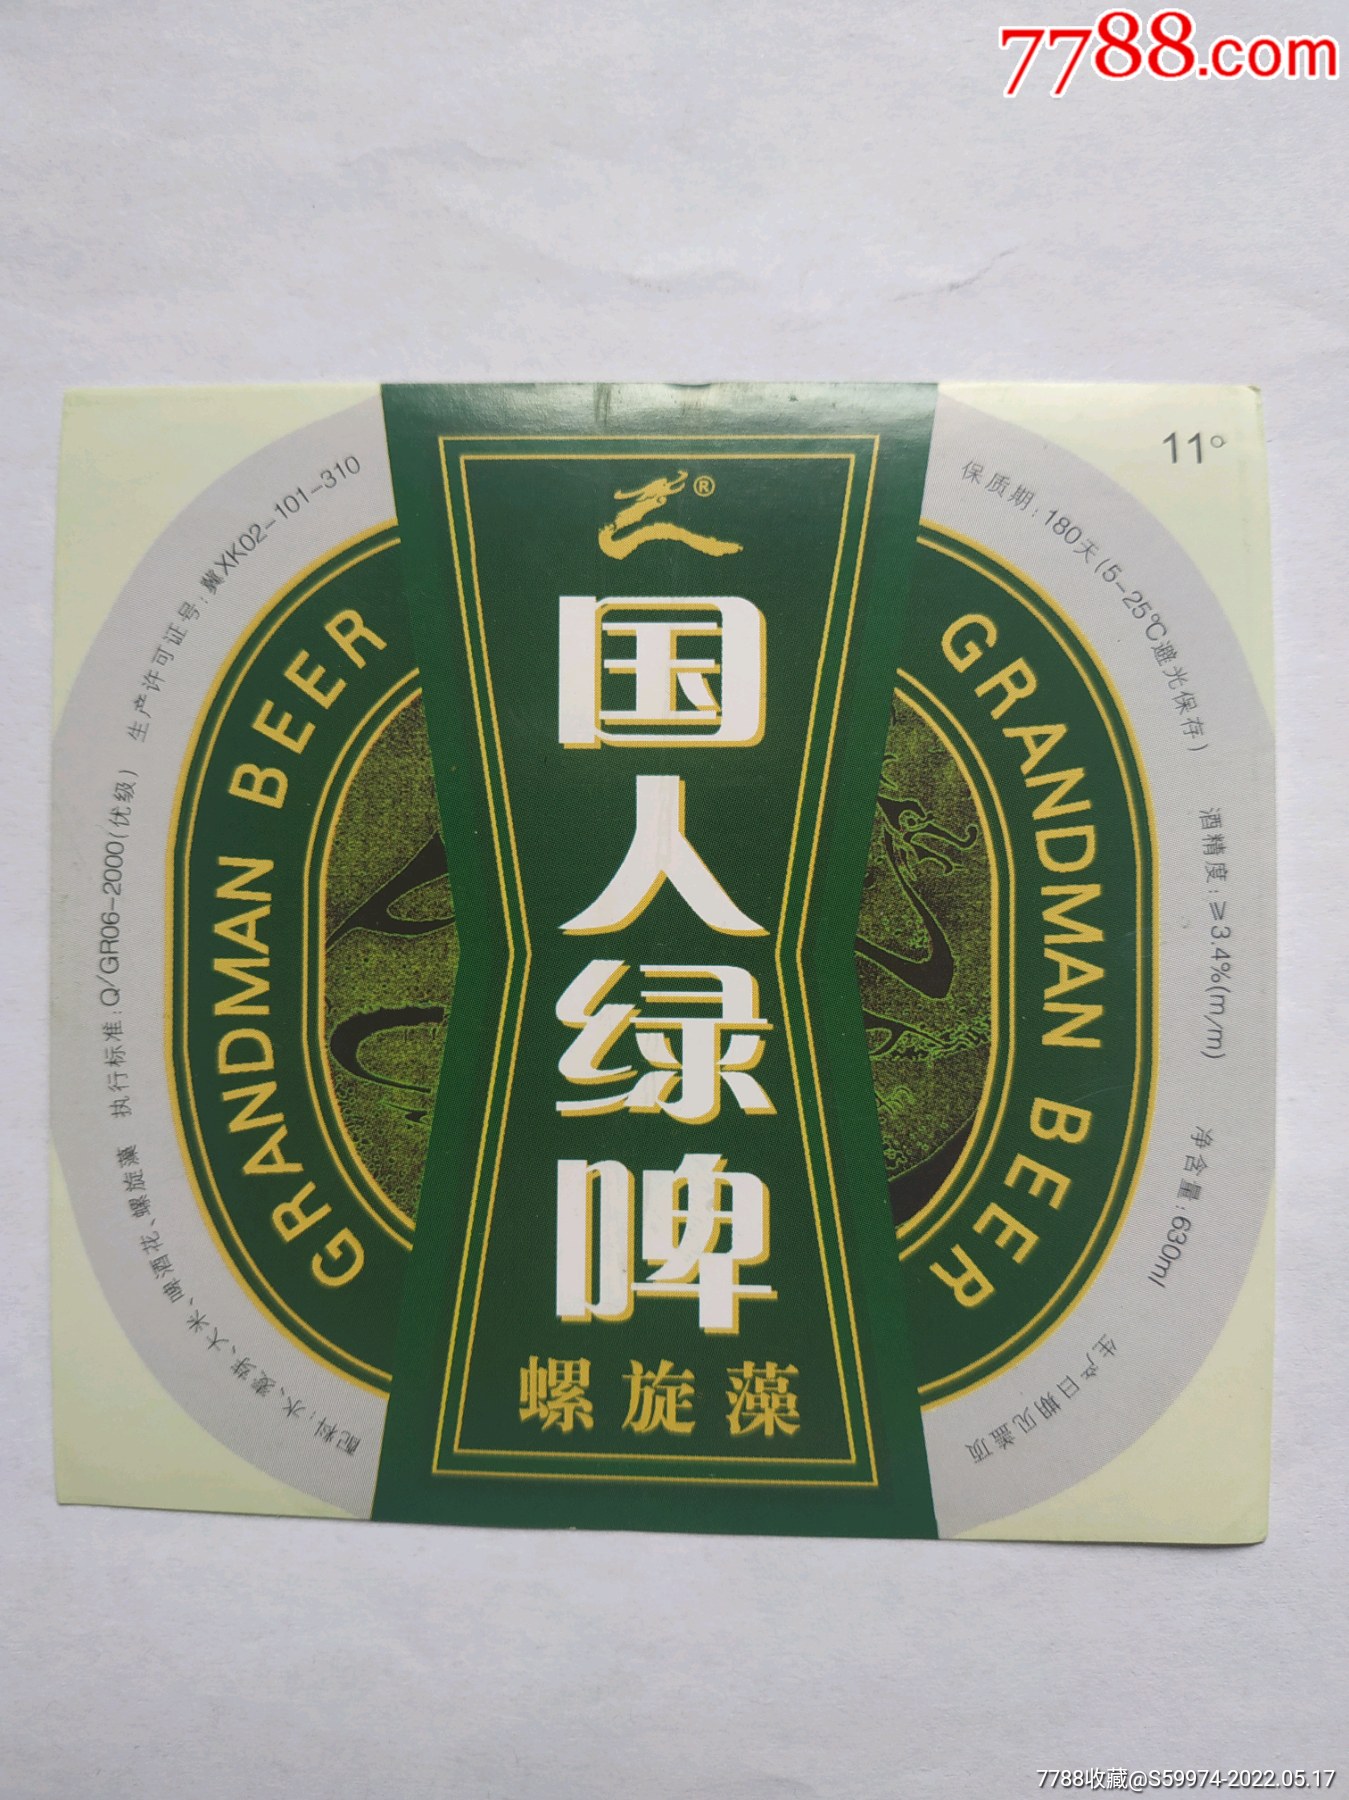 7788.com
11°
®
国人绿啤
螺旋藻
GRANDMAN BEER
GRANDMAN BEER
配料：水、麦芽、大米、啤酒花、螺旋藻 执行标准：Q/GR06-2000(优级) 生产许可证号：冀XK02-101-310
保质期：180天(5-25℃避光保存) 酒精度：≥3.4%(m/m) 净含量：630ml 生产日期见盖顶
7788收藏@S59974-2022.05.17